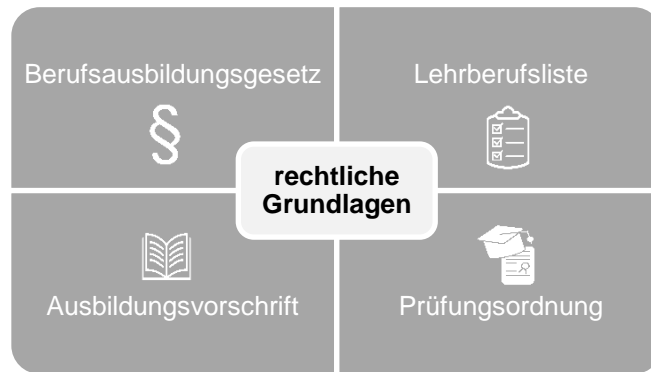 Berufsausbildungsgesetz
§
Lehrberufsliste
rechtliche
Grundlagen
Ausbildungsvorschrift
Prüfungsordnung